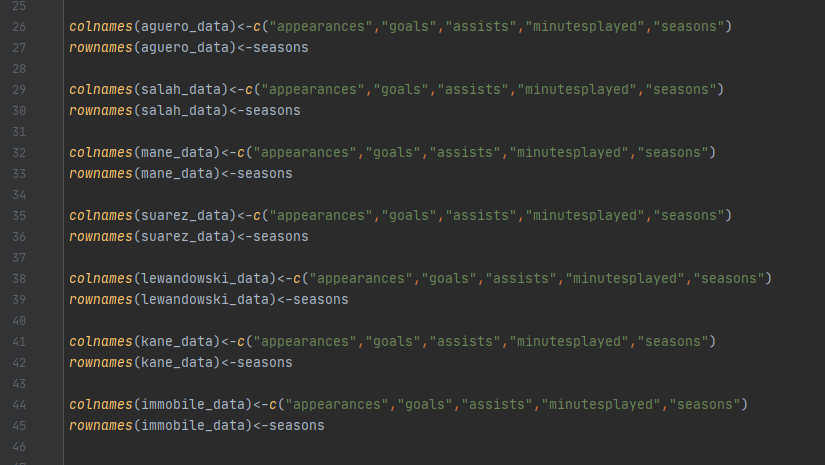 25
26 colnames(aguero_data)<-c("appearances","goals","assists","minutesplayed","seasons")
27 rownames(aguero_data)<-seasons
28
29 colnames(salah_data)<-c("appearances","goals","assists","minutesplayed","seasons")
30 rownames(salah_data)<-seasons
31
32 colnames(mane_data)<-c("appearances","goals","assists","minutesplayed","seasons")
33 rownames(mane_data)<-seasons
34
35 colnames(suarez_data)<-c("appearances","goals","assists","minutesplayed","seasons")
36 rownames(suarez_data)<-seasons
37
38 colnames(lewandowski_data)<-c("appearances","goals","assists","minutesplayed","seasons")
39 rownames(lewandowski_data)<-seasons
40
41 colnames(kane_data)<-c("appearances","goals","assists","minutesplayed","seasons")
42 rownames(kane_data)<-seasons
43
44 colnames(immobile_data)<-c("appearances","goals","assists","minutesplayed","seasons")
45 rownames(immobile_data)<-seasons
46